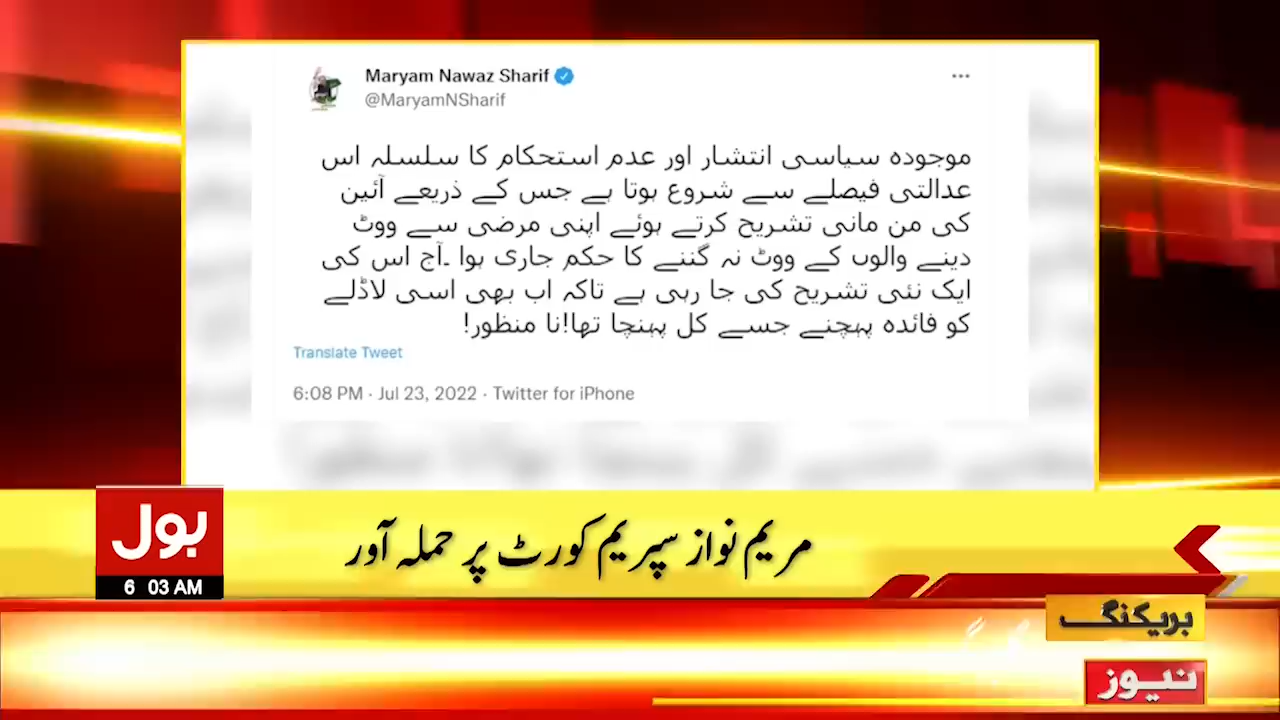 Maryam Nawaz Sharif
@MaryamNSharif
موجودہ سیاسی انتشار اور عدم استحکام کا سلسلہ اس
عدالتی فیصلے سے شروع ہوتا ہے جس کے ذریعے آئین
کی من مانی تشریح کرتے ہوئے اپنی مرضی سے ووٹ
دینے والوں کے ووٹ نہ گننے کا حکم جاری ہوا ۔آج اس کی
ایک نئی تشریح کی جا رہی ہے تاکہ اب بھی اسی لاڈلے
کو فائدہ پہچنے جسے کل پہنچا تھا!نا منظور!
Translate Tweet
6:08 PM · Jul 23, 2022 · Twitter for iPhone
مریم نواز سپریم کورٹ پر حملہ آور
بول
6 03 AM
بریکنگ
نیوز